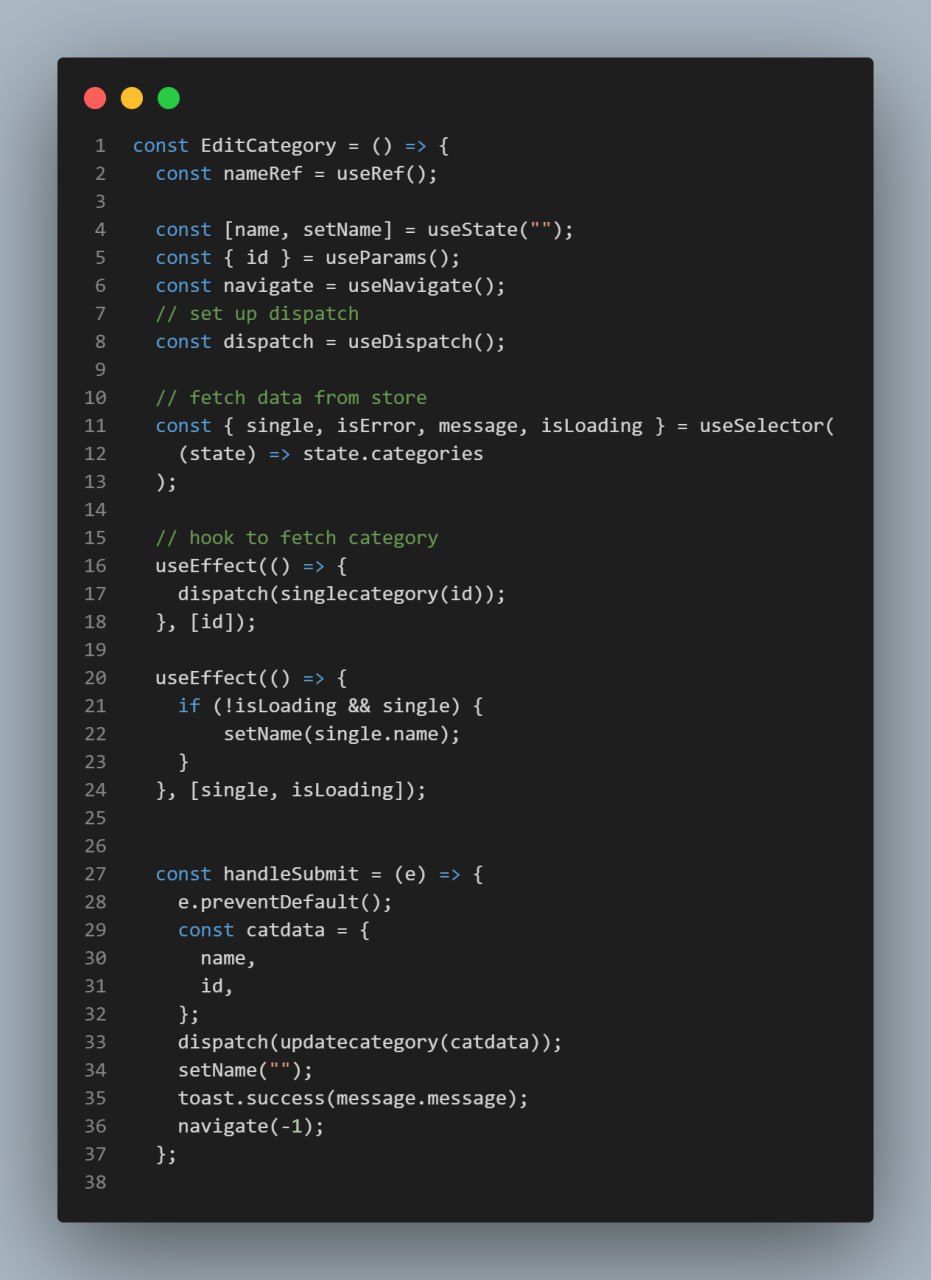 1 const EditCategory = () => {
2   const nameRef = useRef();
3
4   const [name, setName] = useState("");
5   const { id } = useParams();
6   const navigate = useNavigate();
7   // set up dispatch
8   const dispatch = useDispatch();
9
10   // fetch data from store
11   const { single, isError, message, isLoading } = useSelector(
12     (state) => state.categories
13   );
14
15   // hook to fetch category
16   useEffect(() => {
17     dispatch(singlecategory(id));
18   }, [id]);
19
20   useEffect(() => {
21     if (!isLoading && single) {
22         setName(single.name);
23     }
24   }, [single, isLoading]);
25
26
27   const handleSubmit = (e) => {
28     e.preventDefault();
29     const catdata = {
30       name,
31       id,
32     };
33     dispatch(updatecategory(catdata));
34     setName("");
35     toast.success(message.message);
36     navigate(-1);
37   };
38